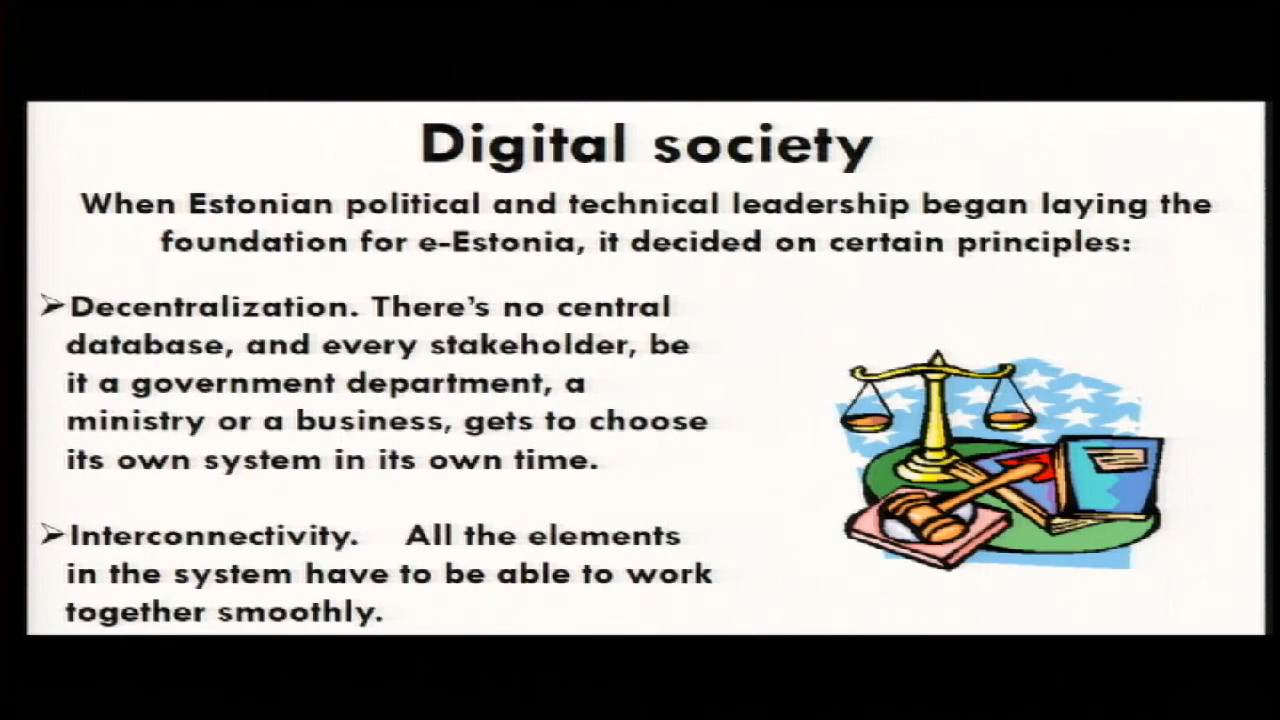 Digital society
When Estonian political and technical leadership began laying the
foundation for e-Estonia, it decided on certain principles:
➢Decentralization. There's no central
database, and every stakeholder, be
it a government department, a
ministry or a business, gets to choose
its own system in its own time.
➢Interconnectivity. All the elements
in the system have to be able to work
together smoothly.